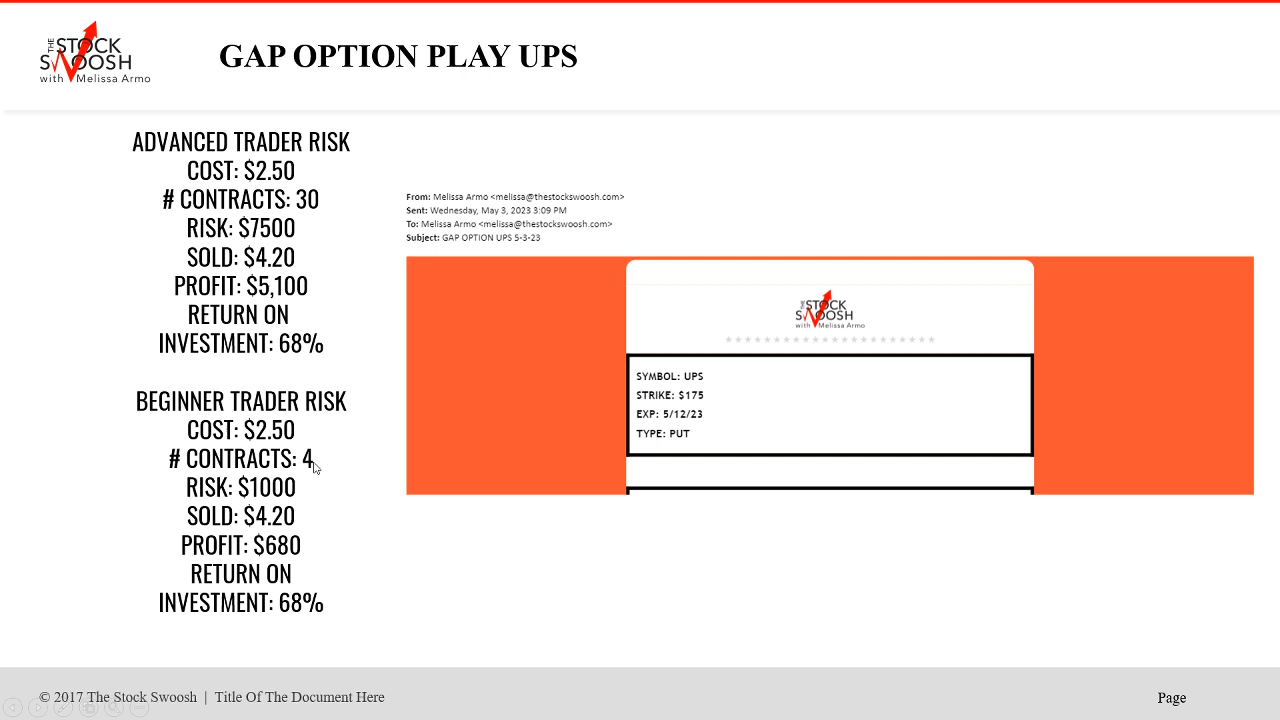 THE STOCK SWOOSH
with Melissa Armo
GAP OPTION PLAY UPS
ADVANCED TRADER RISK
COST: $2.50
# CONTRACTS: 30
RISK: $7500
SOLD: $4.20
PROFIT: $5,100
RETURN ON
INVESTMENT: 68%
BEGINNER TRADER RISK
COST: $2.50
# CONTRACTS: 4
RISK: $1000
SOLD: $4.20
PROFIT: $680
RETURN ON
INVESTMENT: 68%
From: Melissa Armo <melissa@thestockswoosh.com>
Sent: Wednesday, May 3, 2023 3:09 PM
To: Melissa Armo <melissa@thestockswoosh.com>
Subject: GAP OPTION UPS 5-3-23
THE STOCK SWOOSH
with Melissa Armo
SYMBOL: UPS
STRIKE: $175
EXP: 5/12/23
TYPE: PUT
© 2017 The Stock Swoosh | Title Of The Document Here
Page